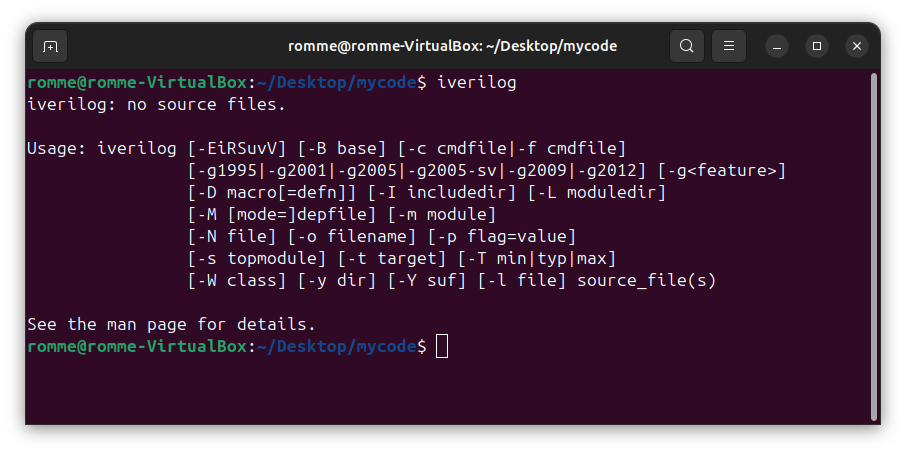 romme@romme-VirtualBox: ~/Desktop/mycode
romme@romme-VirtualBox:~/Desktop/mycode$ iverilog
iverilog: no source files.
Usage: iverilog [-EiRSuvV] [-B base] [-c cmdfile|-f cmdfile]
[-g1995|-g2001|-g2005|-g2005-sv|-g2009|-g2012] [-g<feature>]
[-D macro[=defn]] [-I includedir] [-L moduledir]
[-M [mode=]depfile] [-m module]
[-N file] [-o filename] [-p flag=value]
[-s topmodule] [-t target] [-T min|typ|max]
[-W class] [-y dir] [-Y suf] [-l file] source_file(s)
See the man page for details.
romme@romme-VirtualBox:~/Desktop/mycode$